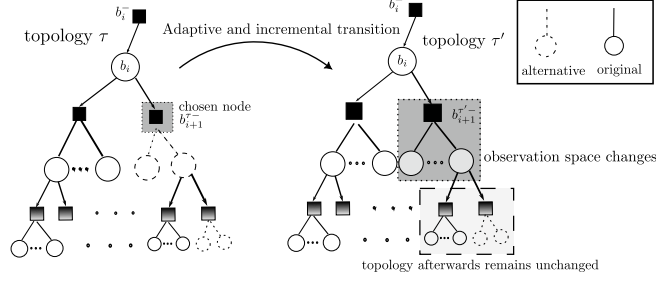 b_i^-
topology τ
b_i
chosen node
b_{i+1}^{τ-}
Adaptive and incremental transition
b_i^-
topology τ′
b_i
b_{i+1}^{τ′-}
alternative
original
observation space changes
topology afterwards remains unchanged